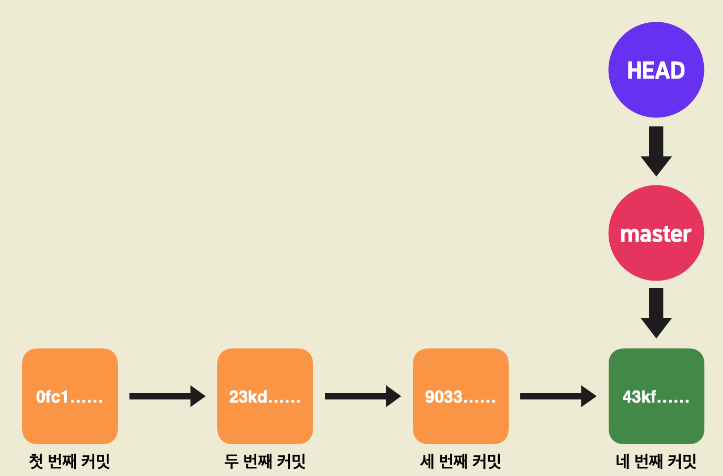 HEAD
master
0fc1......
23kd......
9033......
43kf......
첫 번째 커밋
두 번째 커밋
세 번째 커밋
네 번째 커밋